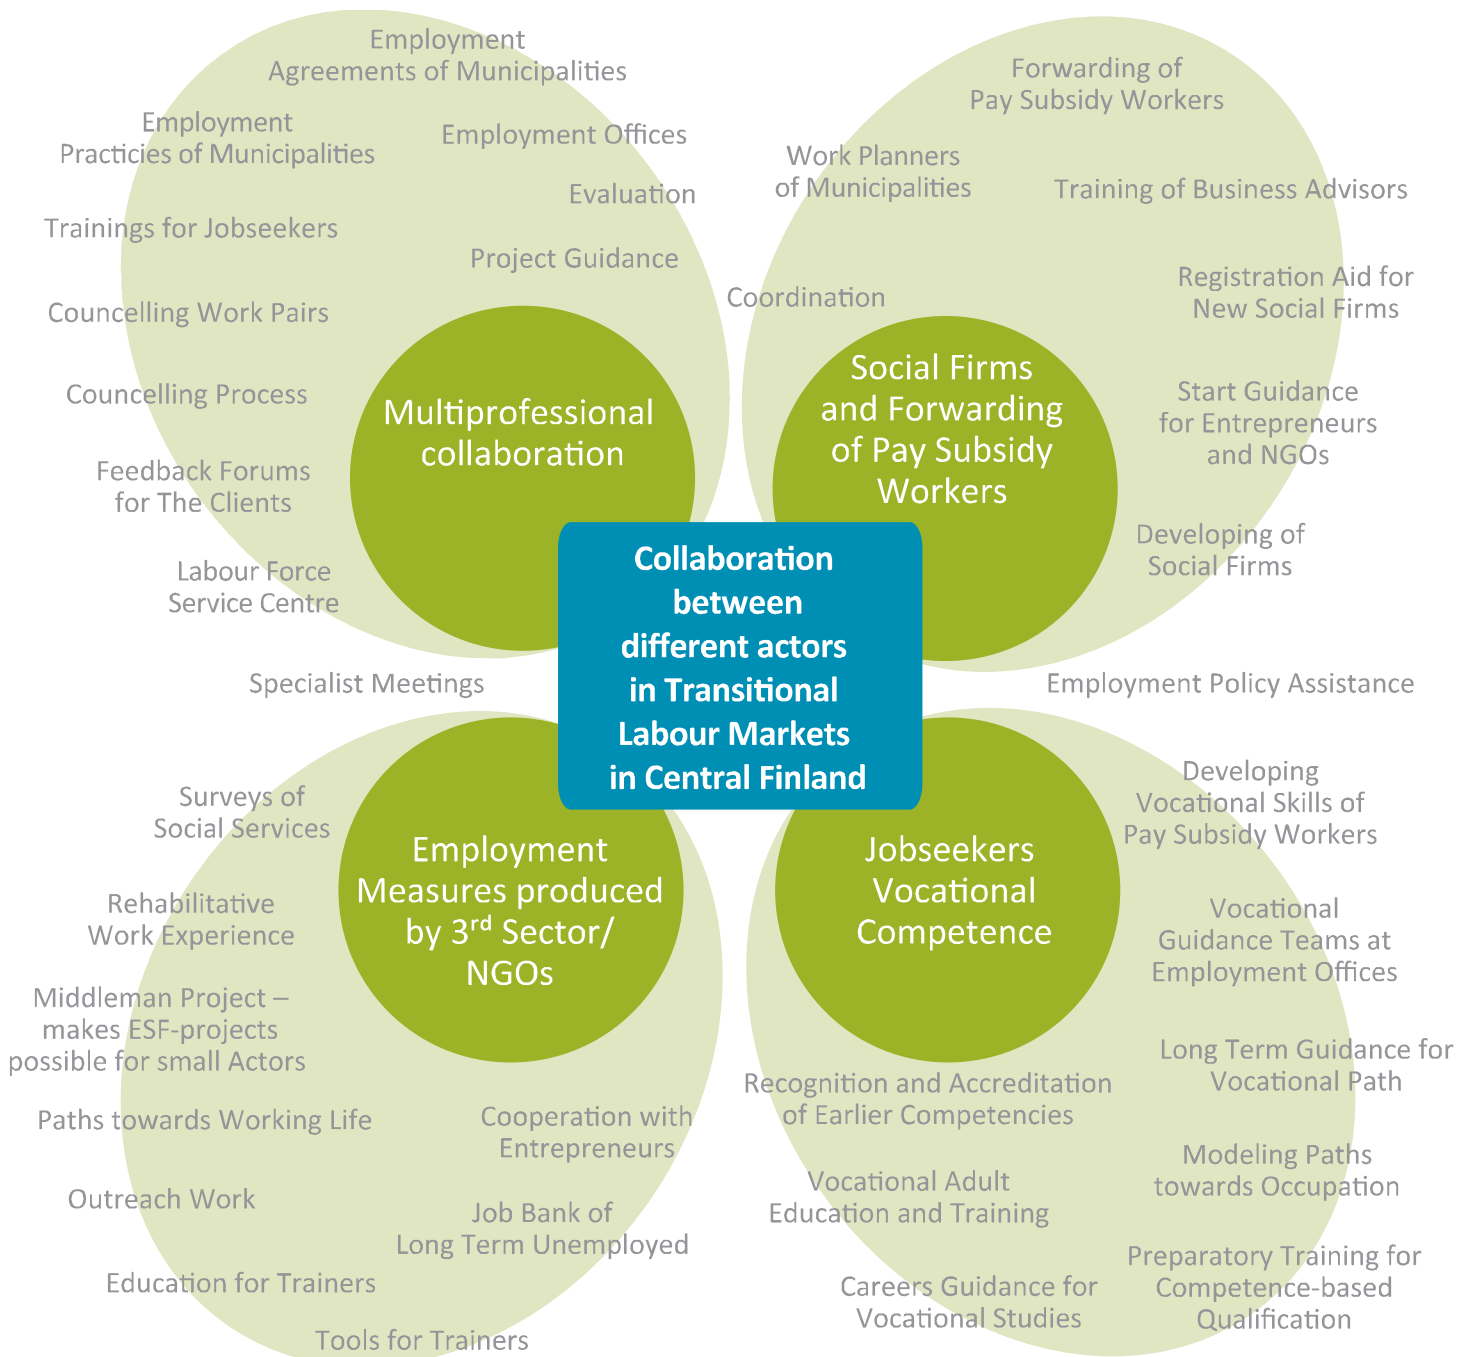 Employment
Agreements of Municipalities
Employment
Practicies of Municipalities
Employment Offices
Evaluation
Trainings for Jobseekers
Project Guidance
Councelling Work Pairs
Councelling Process
Feedback Forums
for The Clients
Labour Force
Service Centre
Specialist Meetings
Multiprofessional
collaboration
Forwarding of
Pay Subsidy Workers
Work Planners
of Municipalities
Training of Business Advisors
Registration Aid for
New Social Firms
Coordination
Start Guidance
for Entrepreneurs
and NGOs
Developing of
Social Firms
Employment Policy Assistance
Social Firms
and Forwarding
of Pay Subsidy
Workers
Collaboration
between
different actors
in Transitional
Labour Markets
in Central Finland
Surveys of
Social Services
Employment
Measures produced
by 3rd Sector/
NGOs
Rehabilitative
Work Experience
Middleman Project –
makes ESF-projects
possible for small Actors
Paths towards Working Life
Cooperation with
Entrepreneurs
Outreach Work
Job Bank of
Long Term Unemployed
Education for Trainers
Tools for Trainers
Jobseekers
Vocational
Competence
Developing
Vocational Skills of
Pay Subsidy Workers
Vocational
Guidance Teams at
Employment Offices
Long Term Guidance for
Vocational Path
Recognition and Accreditation
of Earlier Competencies
Modeling Paths
towards Occupation
Vocational Adult
Education and Training
Preparatory Training for
Competence-based
Qualification
Careers Guidance for
Vocational Studies